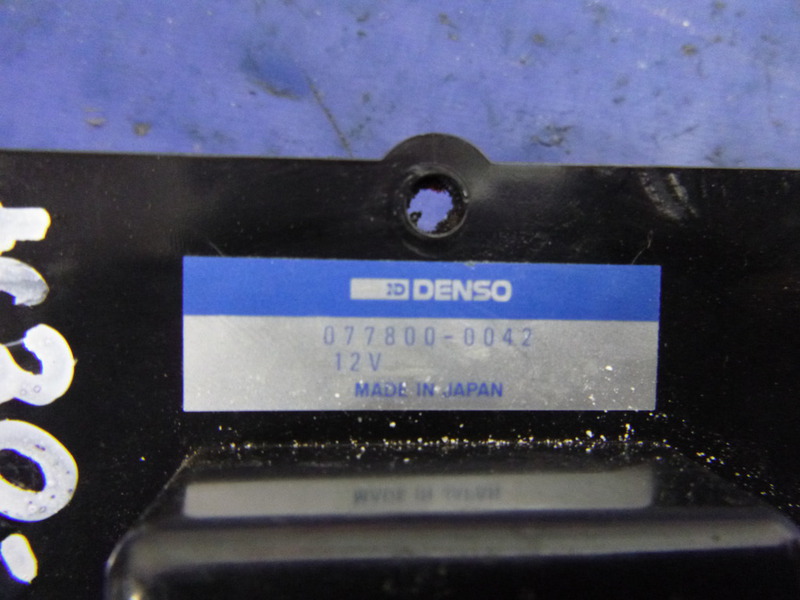 DENSO
077800-0042
12V
MADE IN JAPAN